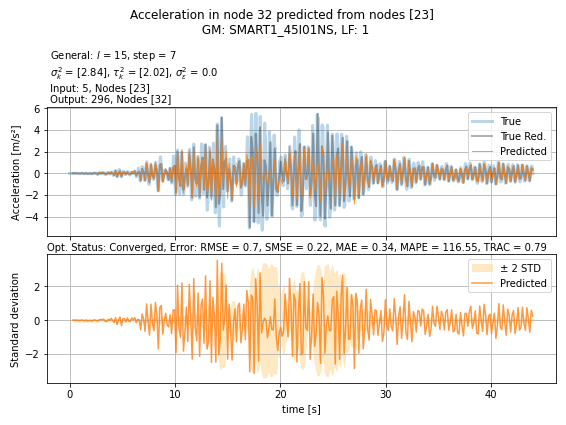 Acceleration in node 32 predicted from nodes [23]
GM: SMART1_45I01NS, LF: 1
General: l = 15, step = 7
σ²ₖ = [2.84], τ²ₖ = [2.02], σ²ε = 0.0
Input: 5, Nodes [23]
Output: 296, Nodes [32]
Acceleration [m/s²]
6
4
2
0
−2
−4
True
True Red.
Predicted
Opt. Status: Converged, Error: RMSE = 0.7, SMSE = 0.22, MAE = 0.34, MAPE = 116.55, TRAC = 0.79
Standard deviation
2
0
−2
± 2 STD
Predicted
0 10 20 30 40
time [s]